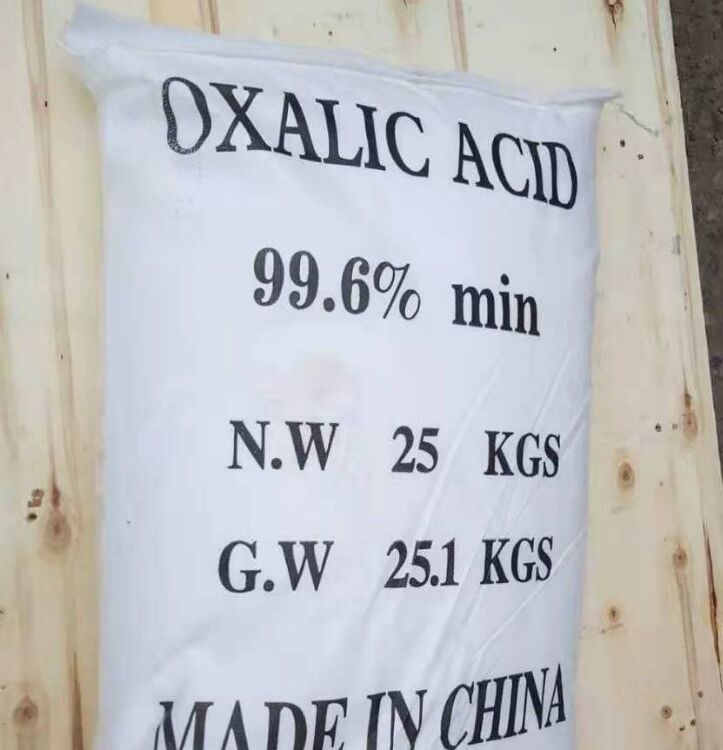 OXALIC ACID
99.6% min
N.W 25 KGS
G.W 25.1 KGS
MADE IN CHINA